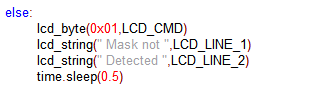 else:
lcd_byte(0x01,LCD_CMD)
lcd_string(" Mask not ",LCD_LINE_1)
lcd_string(" Detected ",LCD_LINE_2)
time.sleep(0.5)